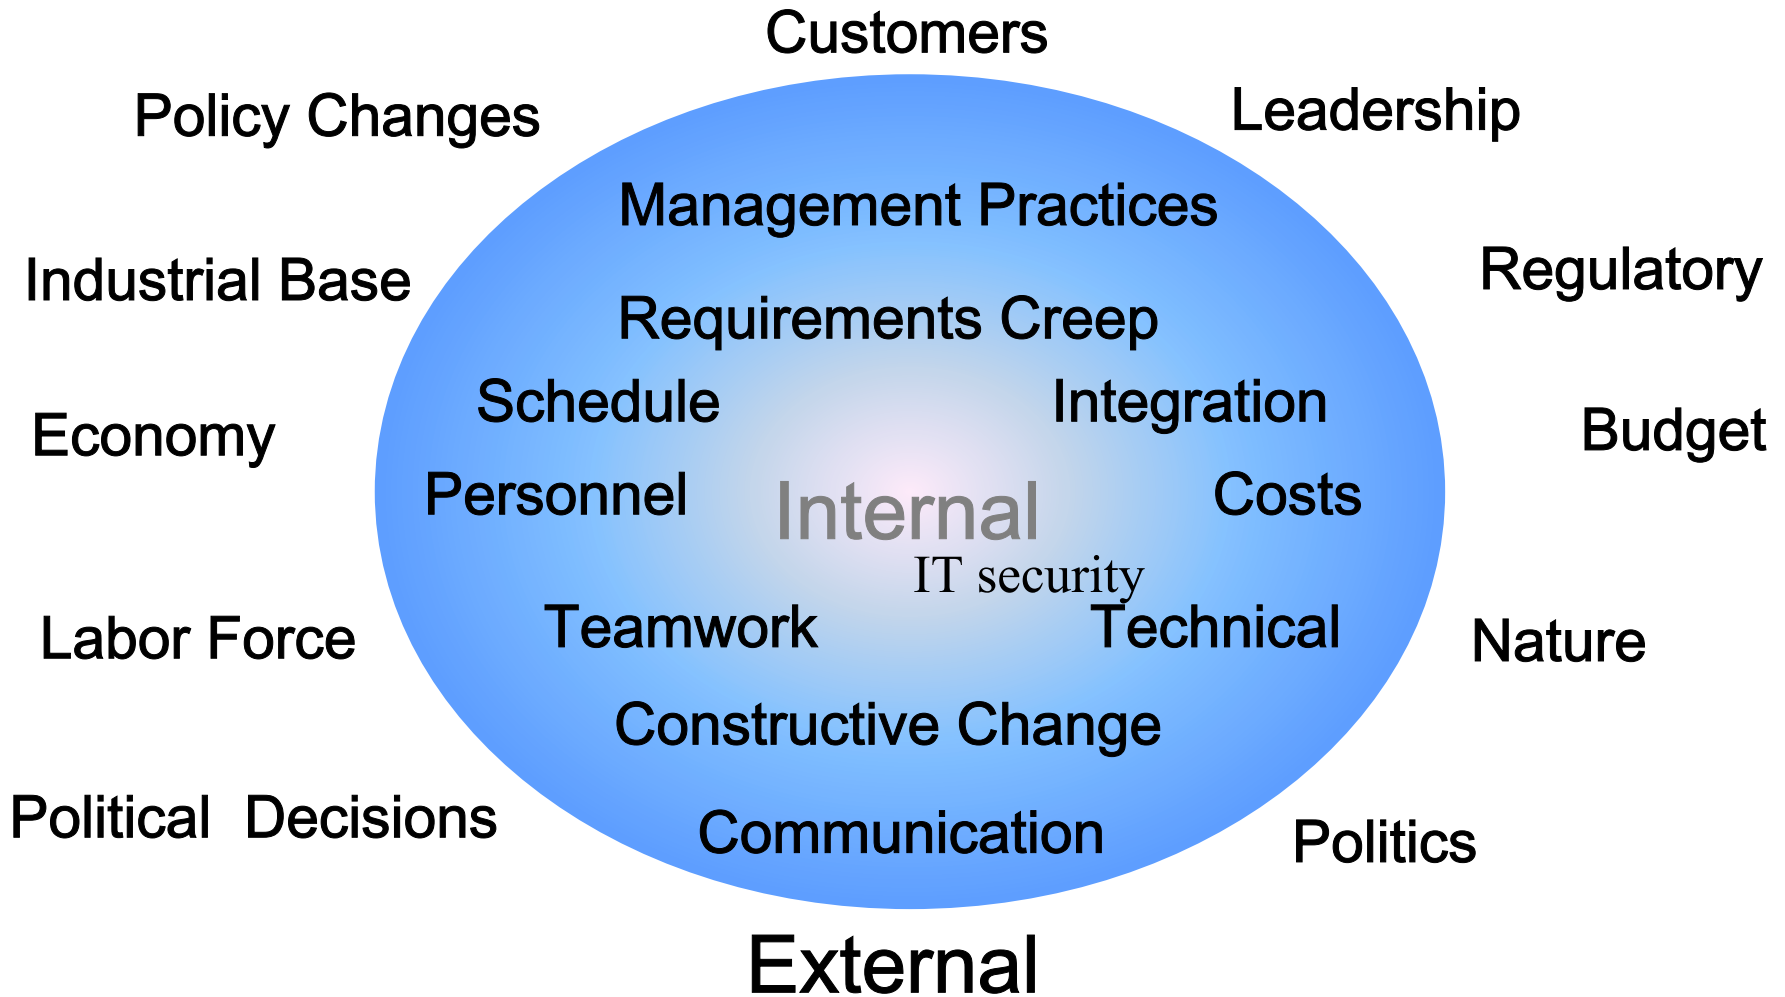 Customers
Policy Changes
Leadership
Management Practices
Industrial Base
Regulatory
Requirements Creep
Schedule
Integration
Economy
Budget
Personnel
Internal
Costs
IT security
Labor Force
Teamwork
Technical
Nature
Constructive Change
Political Decisions
Communication
Politics
External